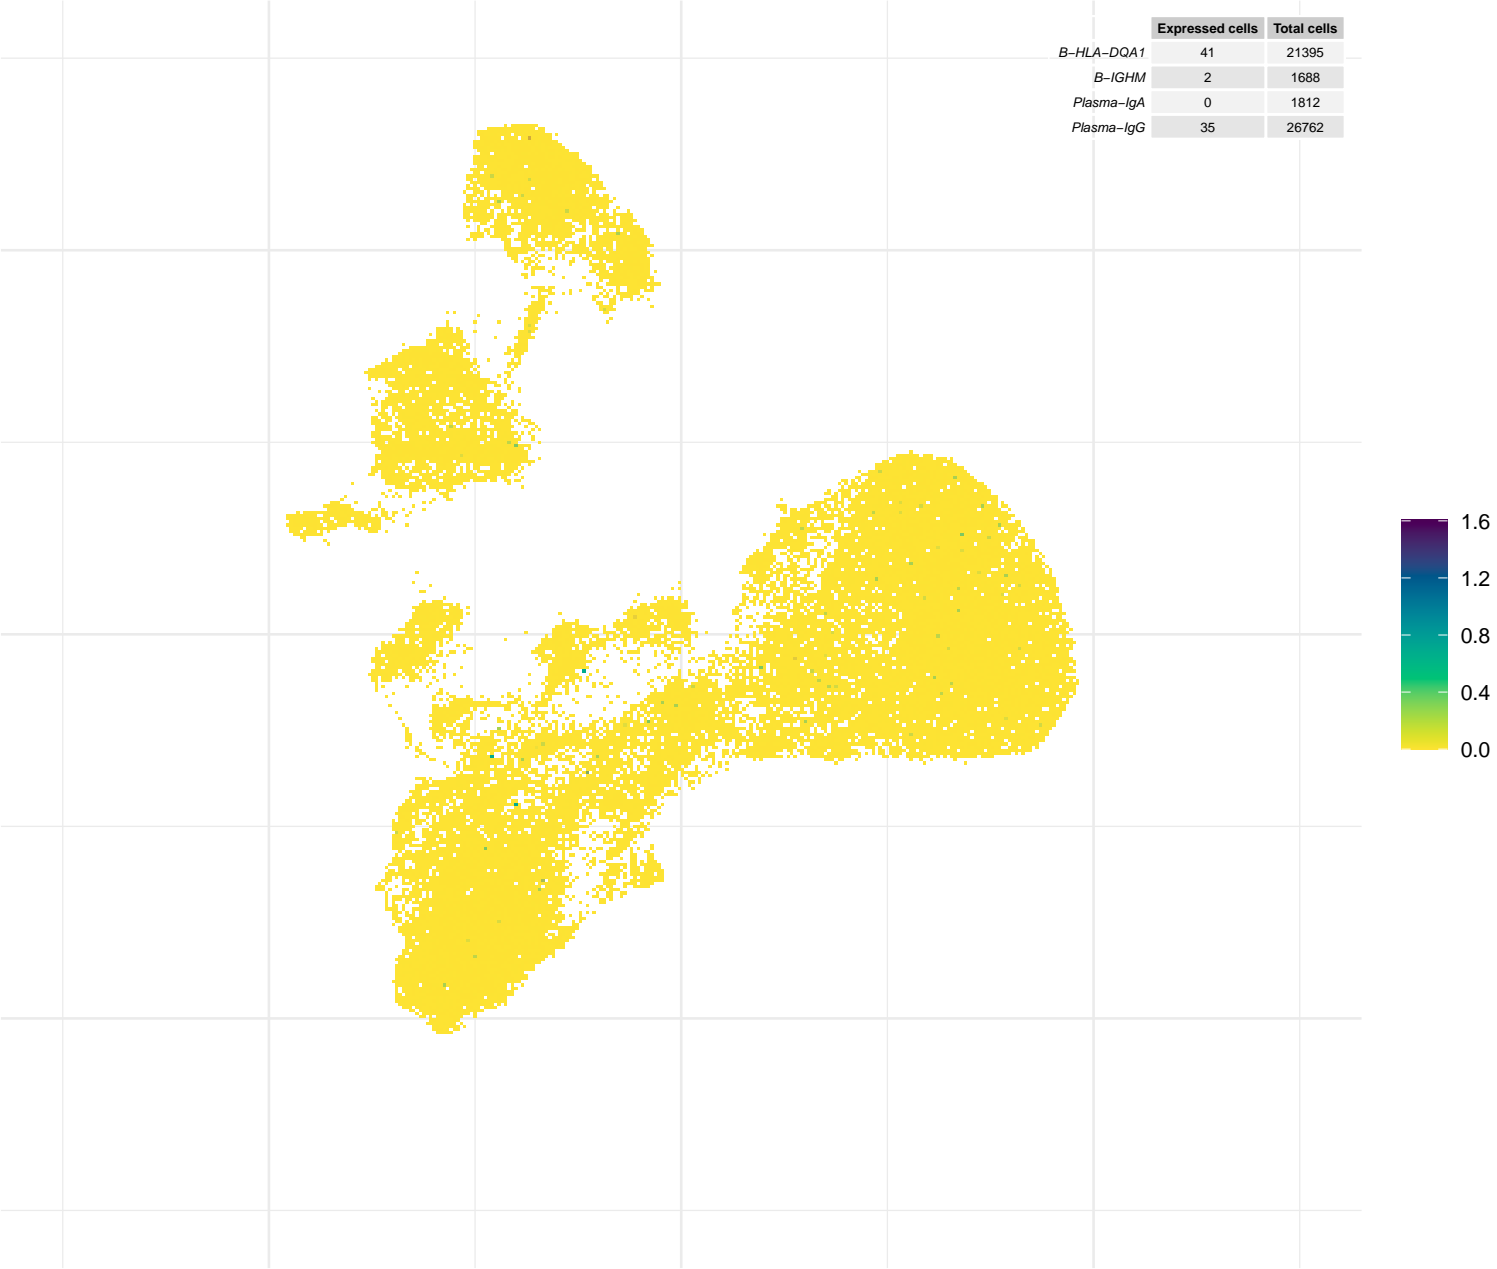 Expressed cells Total cells
B−HLA−DQA1 41 21395
B−IGHM 2 1688
Plasma−IgA 0 1812
Plasma−IgG 35 26762
1.6
1.2
0.8
0.4
0.0